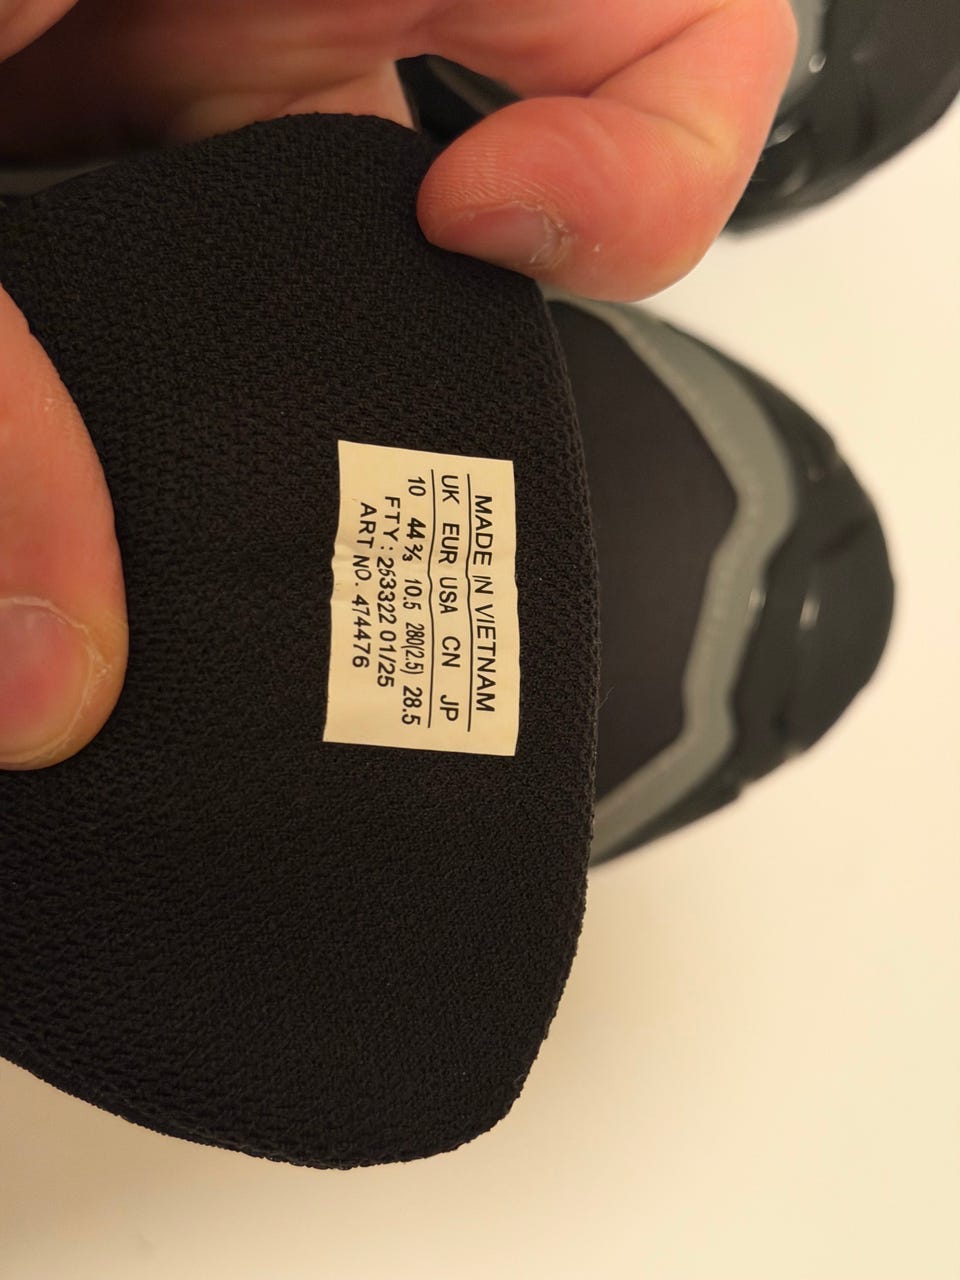 MADE IN VIETNAM
UK EUR USA CN JP
10 44⅔ 10.5 280(2.5) 28.5
FTY: 253322 01/25
ART NO. 474476